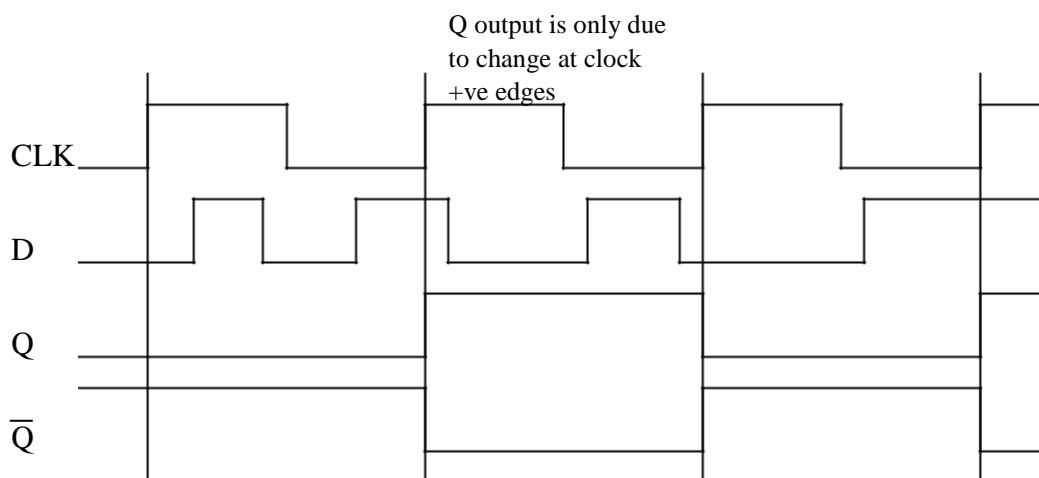 Q output is only due
to change at clock
+ve edges
CLK
D
Q
Q̅